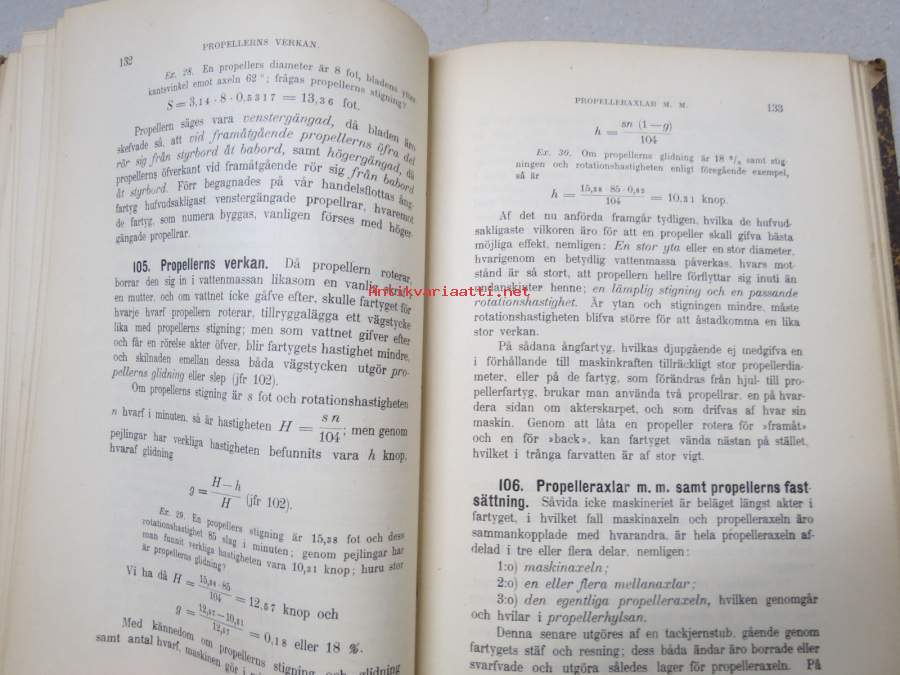 132
PROPELLERNS VERKAN.
Ex. 28. En propellers diameter är 8 fot, bladens yttre
kantsvinkel emot axeln 62°; frågas propellerns stigning?
S = 3,14 · 8 · 0,5317 = 13,36 fot.
Propellern säges vara venstergängad, då bladen äro
skefvade så, att vid framåtgående propellerns öfra del
rör sig från styrbord åt babord, samt högergängad, då
propellerns öfverkant vid framåtgående rör sig från babord
åt styrbord. Förr begagnades på vår handelsflottas ång-
fartyg hufvudsakligast venstergängade propellrar, hvaremot
de fartyg, som numera byggas, vanligen förses med höger-
gängade propellrar.
105. Propellerns verkan. Då propellern roterar,
borrar den sig in i vattenmassan likasom en vanlig skruf i
en mutter, och om vattnet icke gåfve efter, skulle fartyget för
hvarje hvarf propellern roterar, tillryggalägga ett vägstycke
lika med propellerns stigning; men som vattnet gifver efter
och får en rörelse akter öfver, blir fartygets hastighet mindre,
och skilnaden emellan dessa båda vägstycken utgör pro-
pellerns glidning eller slep (jfr 102).
Om propellerns stigning är s fot och rotationshastigheten
n hvarf i minuten, så är hastigheten H = s n / 104; men genom
pejlingar har verkliga hastigheten befunnits vara h knop,
hvaraf glidning
g = H – h / H (jfr 102).
Ex. 29. En propellers stigning är 15,38 fot och dess
rotationshastighet 85 slag i minuten; genom pejlingar har
man funnit verkliga hastigheten vara 10,31 knop; huru stor
är propellerns glidning?
Vi ha då H = 15,38 · 85 / 104 = 12,57 knop och
g = 12,57 – 10,31 / 12,57 = 0,18 eller 18 %.
Med kännedom om propellerns stigning och glidning
samt antal hvarf, maskinen gör i
PROPELLERAXLAR M. M.
133
h = sn (1 – g) / 104
Ex. 30. Om propellerns glidning är 18 % samt stig-
ningen och rotationshastigheten enligt föregående exempel,
så är
h = 15,38 · 85 · 0,82 / 104 = 10,31 knop.
Af det nu anförda framgår tydligen, hvilka de hufvud-
sakligaste vilkoren äro för att en propeller skall gifva bästa
möjliga effekt, nemligen: En stor yta eller en stor diameter,
hvarigenom en betydlig vattenmassa påverkas, hvars mot-
stånd är så stort, att propellern hellre förflyttar sig inuti än
undanskjuter henne; en lämplig stigning och en passande
rotationshastighet. Är ytan och stigningen mindre, måste
rotationshastigheten blifva större för att åstadkomma en lika
stor verkan.
På sådana ångfartyg, hvilkas djupgående ej medgifva en
i förhållande till maskinkraften tillräckligt stor propellerdia-
meter, eller på de fartyg, som förändras från hjul- till pro-
pellerfartyg, brukar man använda två propellrar, en på hvar-
dera sidan om akterskarpet, och som drifvas af hvar sin
maskin. Genom att låta en propeller rotera för »framåt»
och en för »back», kan fartyget vända nästan på stället,
hvilket i trånga farvatten är af stor vigt.
106. Propelleraxlar m. m. samt propellerns fast-
sättning. Såvida icke maskineriet är beläget längst akter i
fartyget, i hvilket fall maskinaxeln och propelleraxeln äro
sammankopplade med hvarandra, är hela propelleraxeln af-
delad i tre eller flera delar, nemligen:
1:o) maskinaxeln;
2:o) en eller flera mellanaxlar;
3:o) den egentliga propelleraxeln, hvilken genomgår
och hvilar i propellerhylsan.
Denna senare utgöres af en tackjernstub, gående genom
fartygets stäf och resning; dess båda ändar äro borrade eller
svarfvade och utgöra således lager för propelleraxeln. På
Antikvariaatti.net